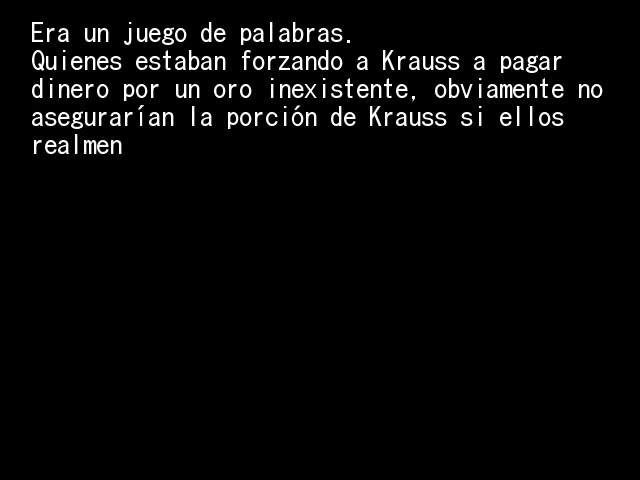 Era un juego de palabras.
Quienes estaban forzando a Krauss a pagar
dinero por un oro inexistente, obviamente no
asegurarían la porción de Krauss si ellos
realmen